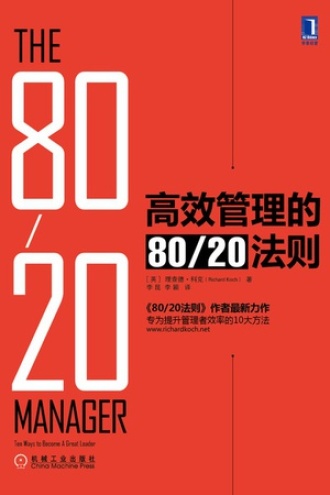 THE
80
/
20
MANAGER
Ten Ways to Become A Great Leader
高效管理的
80/20法则
[英] 理查德·科克(Richard Koch) 著
李 践 译
《80/20法则》作者最新力作
专为提升管理者效率的10大方法
www.richardkoch.net
机械工业出版社
China Machine Press